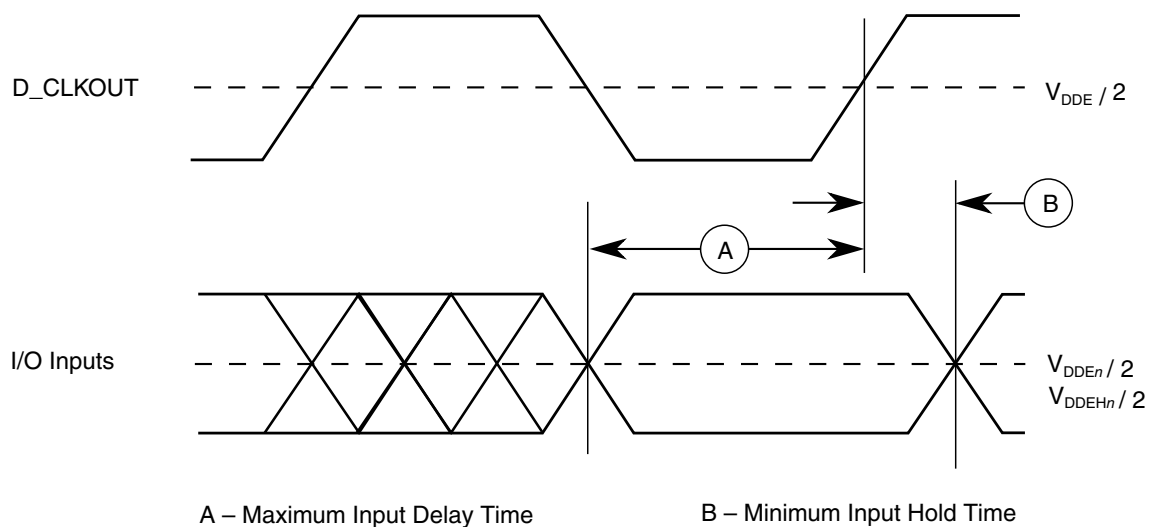 D_CLKOUT
VDDE / 2
B
A
I/O Inputs
VDDEn / 2
VDDEHn / 2
A – Maximum Input Delay Time
B – Minimum Input Hold Time